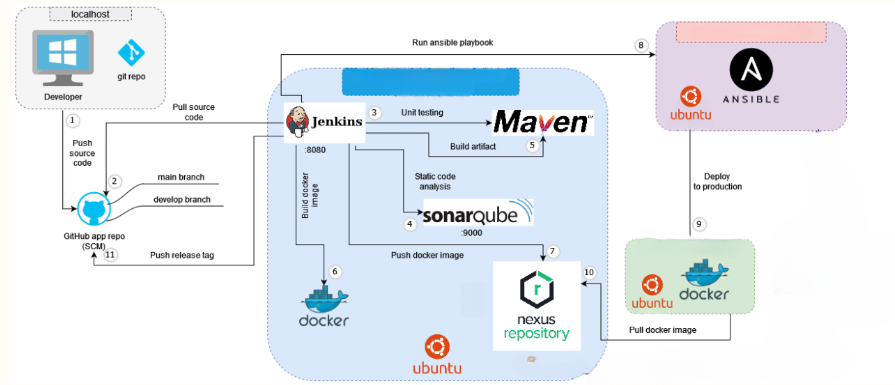 localhost
git repo
Developer
1
Push
source
code
2
main branch
develop branch
GitHub app repo
(SCM)
11
Push release tag
Pull source
code
Jenkins
:8080
3
Unit testing
Maven™
Build artifact
5
Static code
analysis
4
sonarqube
:9000
Build docker
image
6
docker
Push docker image
7
nexus
repository
ubuntu
Run ansible playbook
8
ANSIBLE
ubuntu
Deploy
to production
9
ubuntu
docker
10
Pull docker image